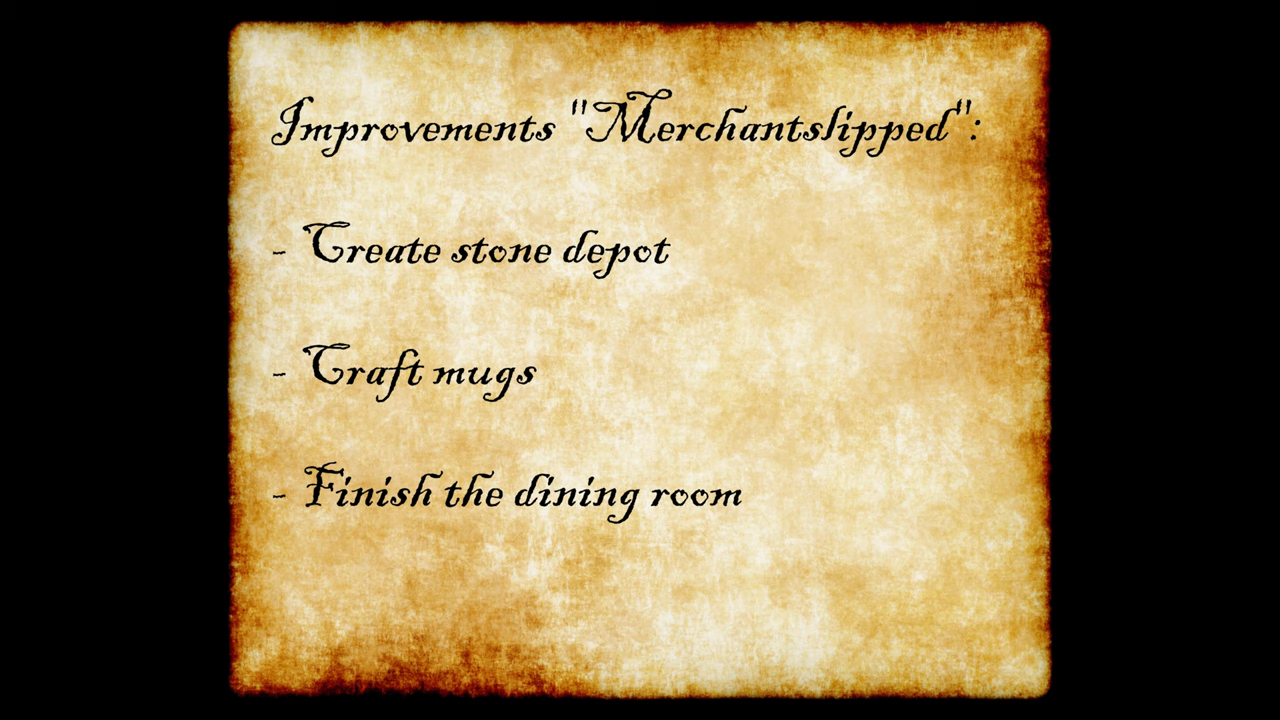 Improvements "Merchantslipped":
- Create stone depot
- Craft mugs
- Finish the dining room